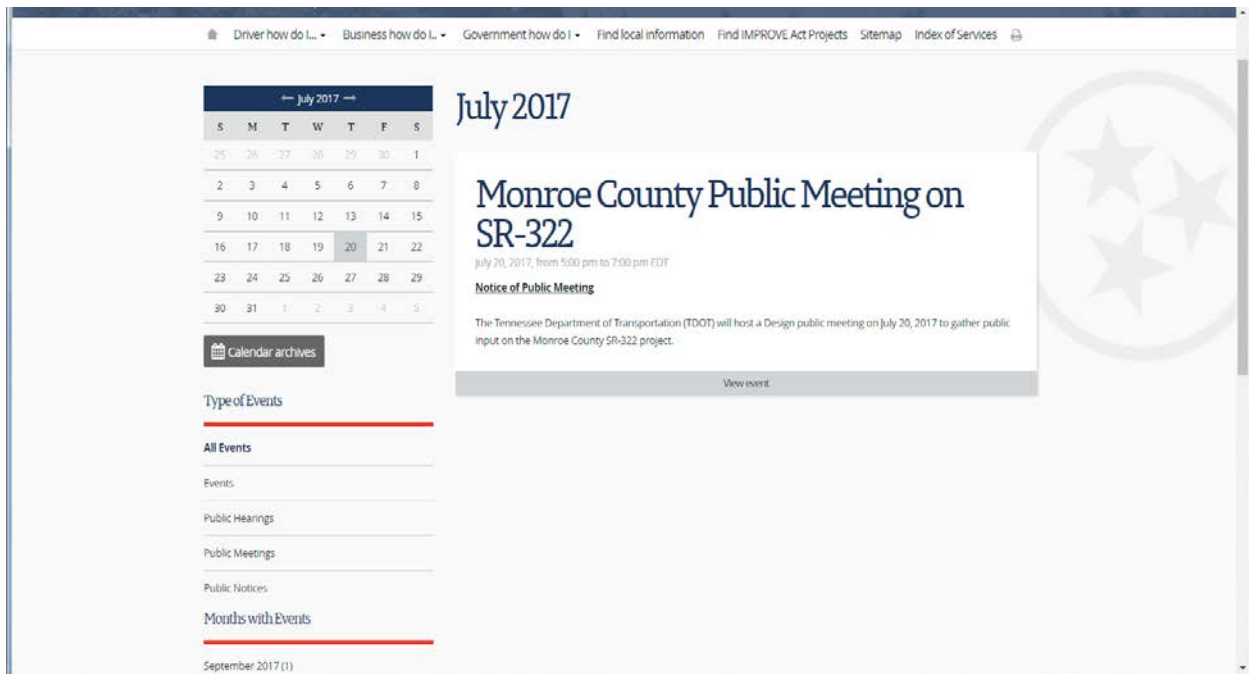 Driver how do I... Business how do I.. Government how do I Find local information Find IMPROVE Act Projects Sitemap Index of Services
← July 2017 →
S M T W T F S
25 26 27 28 29 30 1
2 3 4 5 6 7 8
9 10 11 12 13 14 15
16 17 18 19 20 21 22
23 24 25 26 27 28 29
30 31 1 2 3 4 5
Calendar archives
Type of Events
All Events
Events
Public Hearings
Public Meetings
Public Notices
Months with Events
September 2017 (1)
July 2017
Monroe County Public Meeting on
SR-322
July 20, 2017, from 5:00 pm to 7:00 pm EDT
Notice of Public Meeting
The Tennessee Department of Transportation (TDOT) will host a Design public meeting on July 20, 2017 to gather public
input on the Monroe County SR-322 project.
View event